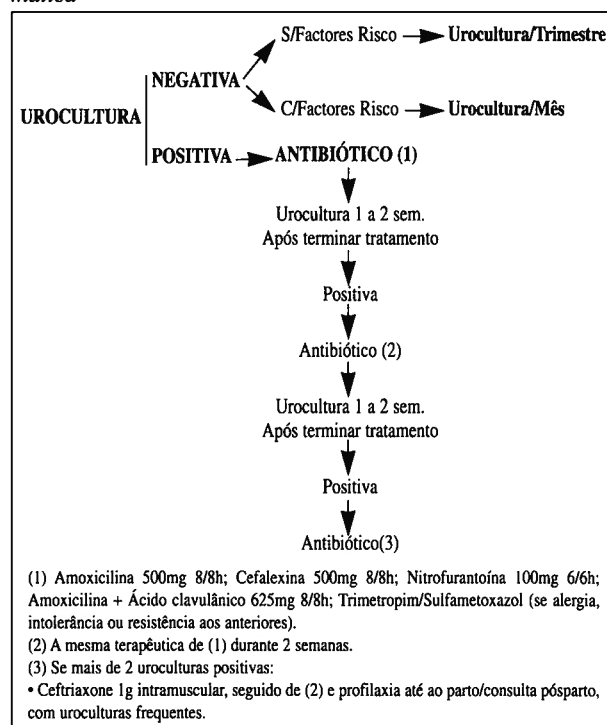 S/Factores Risco Urocultura/Trimestre
NEGATIVA
UROCULTURA
C/Factores Risco Urocultura/Mês
POSITIVA ANTIBIÓTICO (1)
Urocultura 1 a 2 sem.
Após terminar tratamento
Positiva
Antibiótico (2)
Urocultura 1 a 2 sem.
Após terminar tratamento
Positiva
Antibiótico(3)
(1) Amoxicilina 500mg 8/8h; Cefalexina 500mg 8/8h; Nitrofurantoína 100mg 6/6h;
Amoxicilina + Ácido clavulânico 625mg 8/8h; Trimetropim/Sulfametoxazol (se alergia,
intolerância ou resistência aos anteriores).
(2) A mesma terapêutica de (1) durante 2 semanas.
(3) Se mais de 2 uroculturas positivas:
• Ceftriaxone 1g intramuscular, seguido de (2) e profilaxia até ao parto/consulta pósparto,
com uroculturas frequentes.